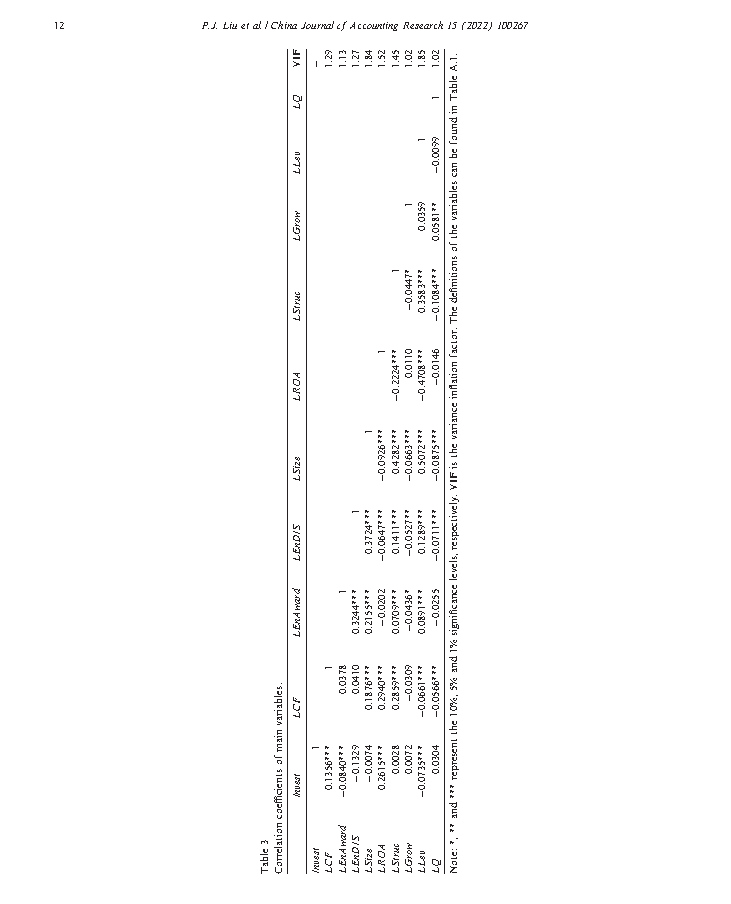 12
P.J. Liu et al. / China Journal of Accounting Research 15 (2022) 100267
Table 3
Correlation coefficients of main variables.
Invest LCF LEnAward LEnDIS LSize LROA LStruc LGrow LLev LQ VIF
Invest 1 –
LCF 0.1356*** 1 1.29
LEnAward −0.0840*** 0.0378 1 1.13
LEnDIS −0.1329 0.0410 0.3244*** 1 1.27
LSize −0.0074 0.1876*** 0.2155*** 0.3724*** 1 1.84
LROA 0.2615*** 0.2940*** −0.0202 −0.0647*** −0.0926*** 1 1.52
LStruc 0.0028 0.2859*** 0.0709*** 0.1411*** 0.4282*** −0.2224*** 1 1.45
LGrow 0.0072 −0.0309 −0.0436* −0.0527** −0.0663*** 0.0110 −0.0447* 1 1.02
LLev −0.0735*** −0.0661*** 0.0891*** 0.1289*** 0.5072*** −0.4708*** 0.3583*** 0.0359 1 1.85
LQ 0.0304 −0.0566*** −0.0255 −0.0711*** −0.0875*** −0.0146 −0.1084*** 0.0581** −0.0099 1 1.02
Note: *, ** and *** represent the 10%, 5% and 1% significance levels, respectively. VIF is the variance inflation factor. The definitions of the variables can be found in Table A.1.